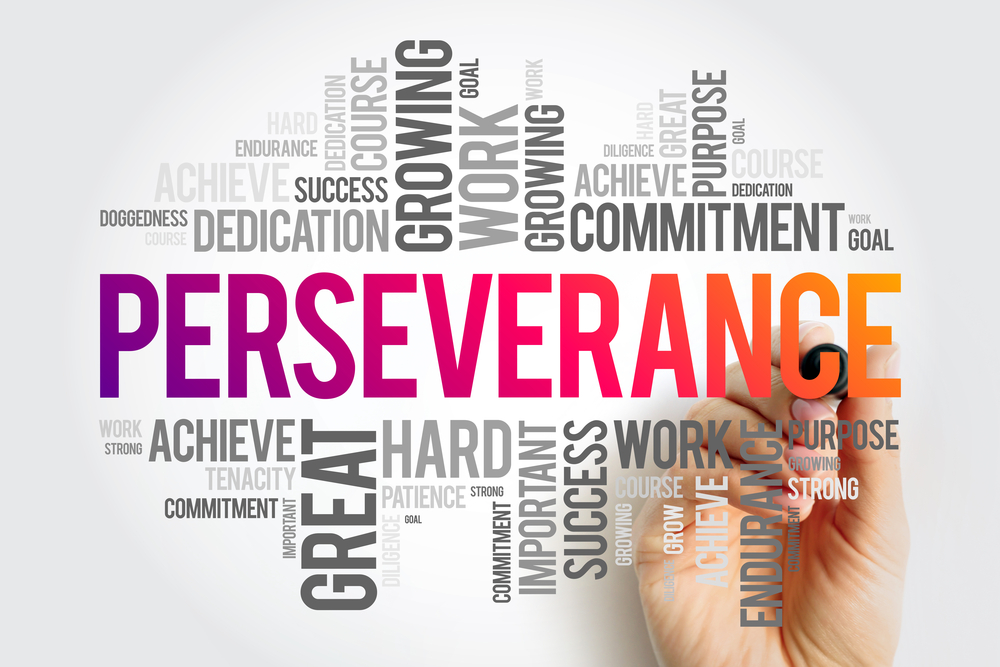 HARD
ENDURANCE
DEDICATION
COURSE
GROWING
GOAL
WORK
ACHIEVE
SUCCESS
WORK
GROWING
DOGGEDNESS
COURSE
DEDICATION
HARD
DILIGENCE
GREAT
PURPOSE
GOAL
COURSE
ACHIEVE
DEDICATION
COMMITMENT
WORK
GOAL
PERSEVERANCE
WORK
STRONG
ACHIEVE
TENACITY
COMMITMENT
IMPORTANT
GREAT
HARD
PATIENCE
STRONG
DILIGENCE
GOAL
COMMITMENT
IMPORTANT
SUCCESS
WORK
COURSE
GROWING
GROW
DILIGENCE
ACHIEVE
ENDURANCE
PURPOSE
GROWING
STRONG
COMMITMENT